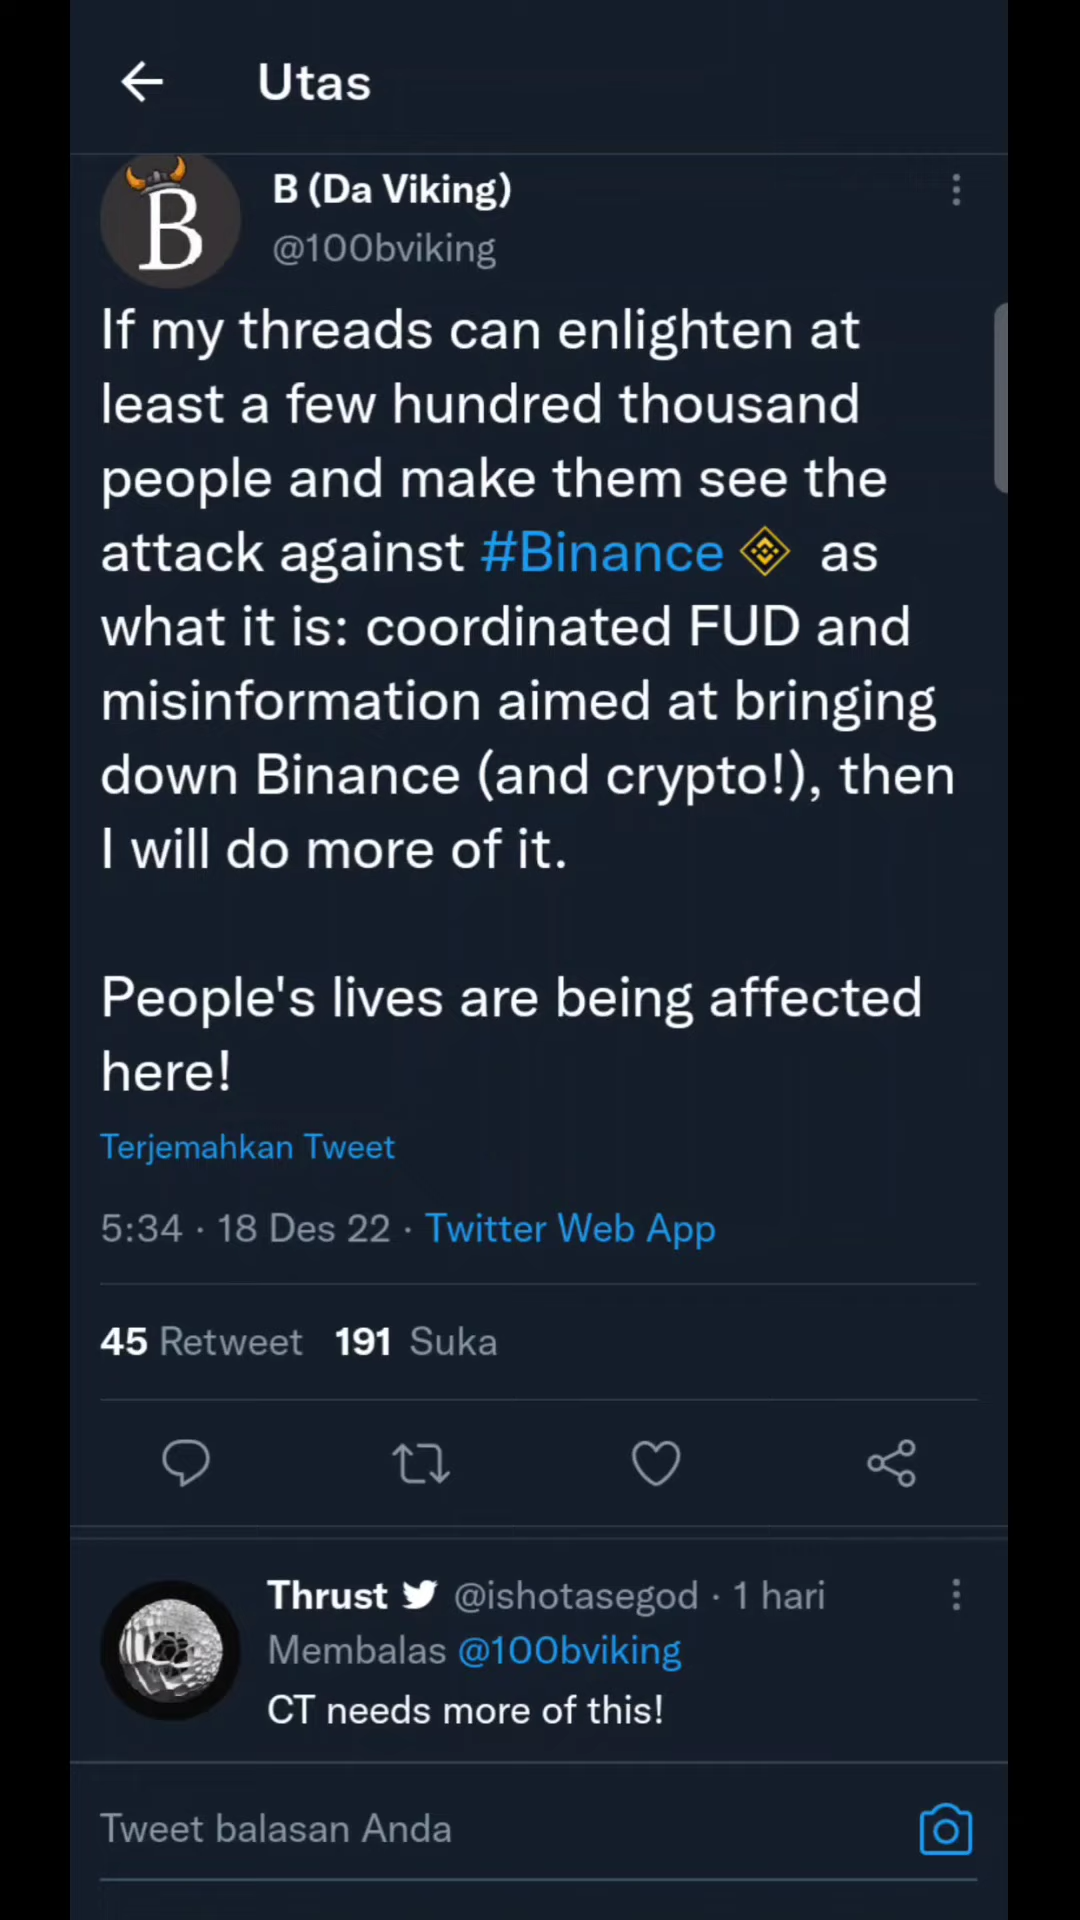 Utas
B (Da Viking)
@100bviking
If my threads can enlighten at
least a few hundred thousand
people and make them see the
attack against #Binance as
what it is: coordinated FUD and
misinformation aimed at bringing
down Binance (and crypto!), then
I will do more of it.
People's lives are being affected
here!
Terjemahkan Tweet
5:34 · 18 Des 22 · Twitter Web App
45 Retweet 191 Suka
Thrust @ishotasegod · 1 hari
Membalas @100bviking
CT needs more of this!
Tweet balasan Anda